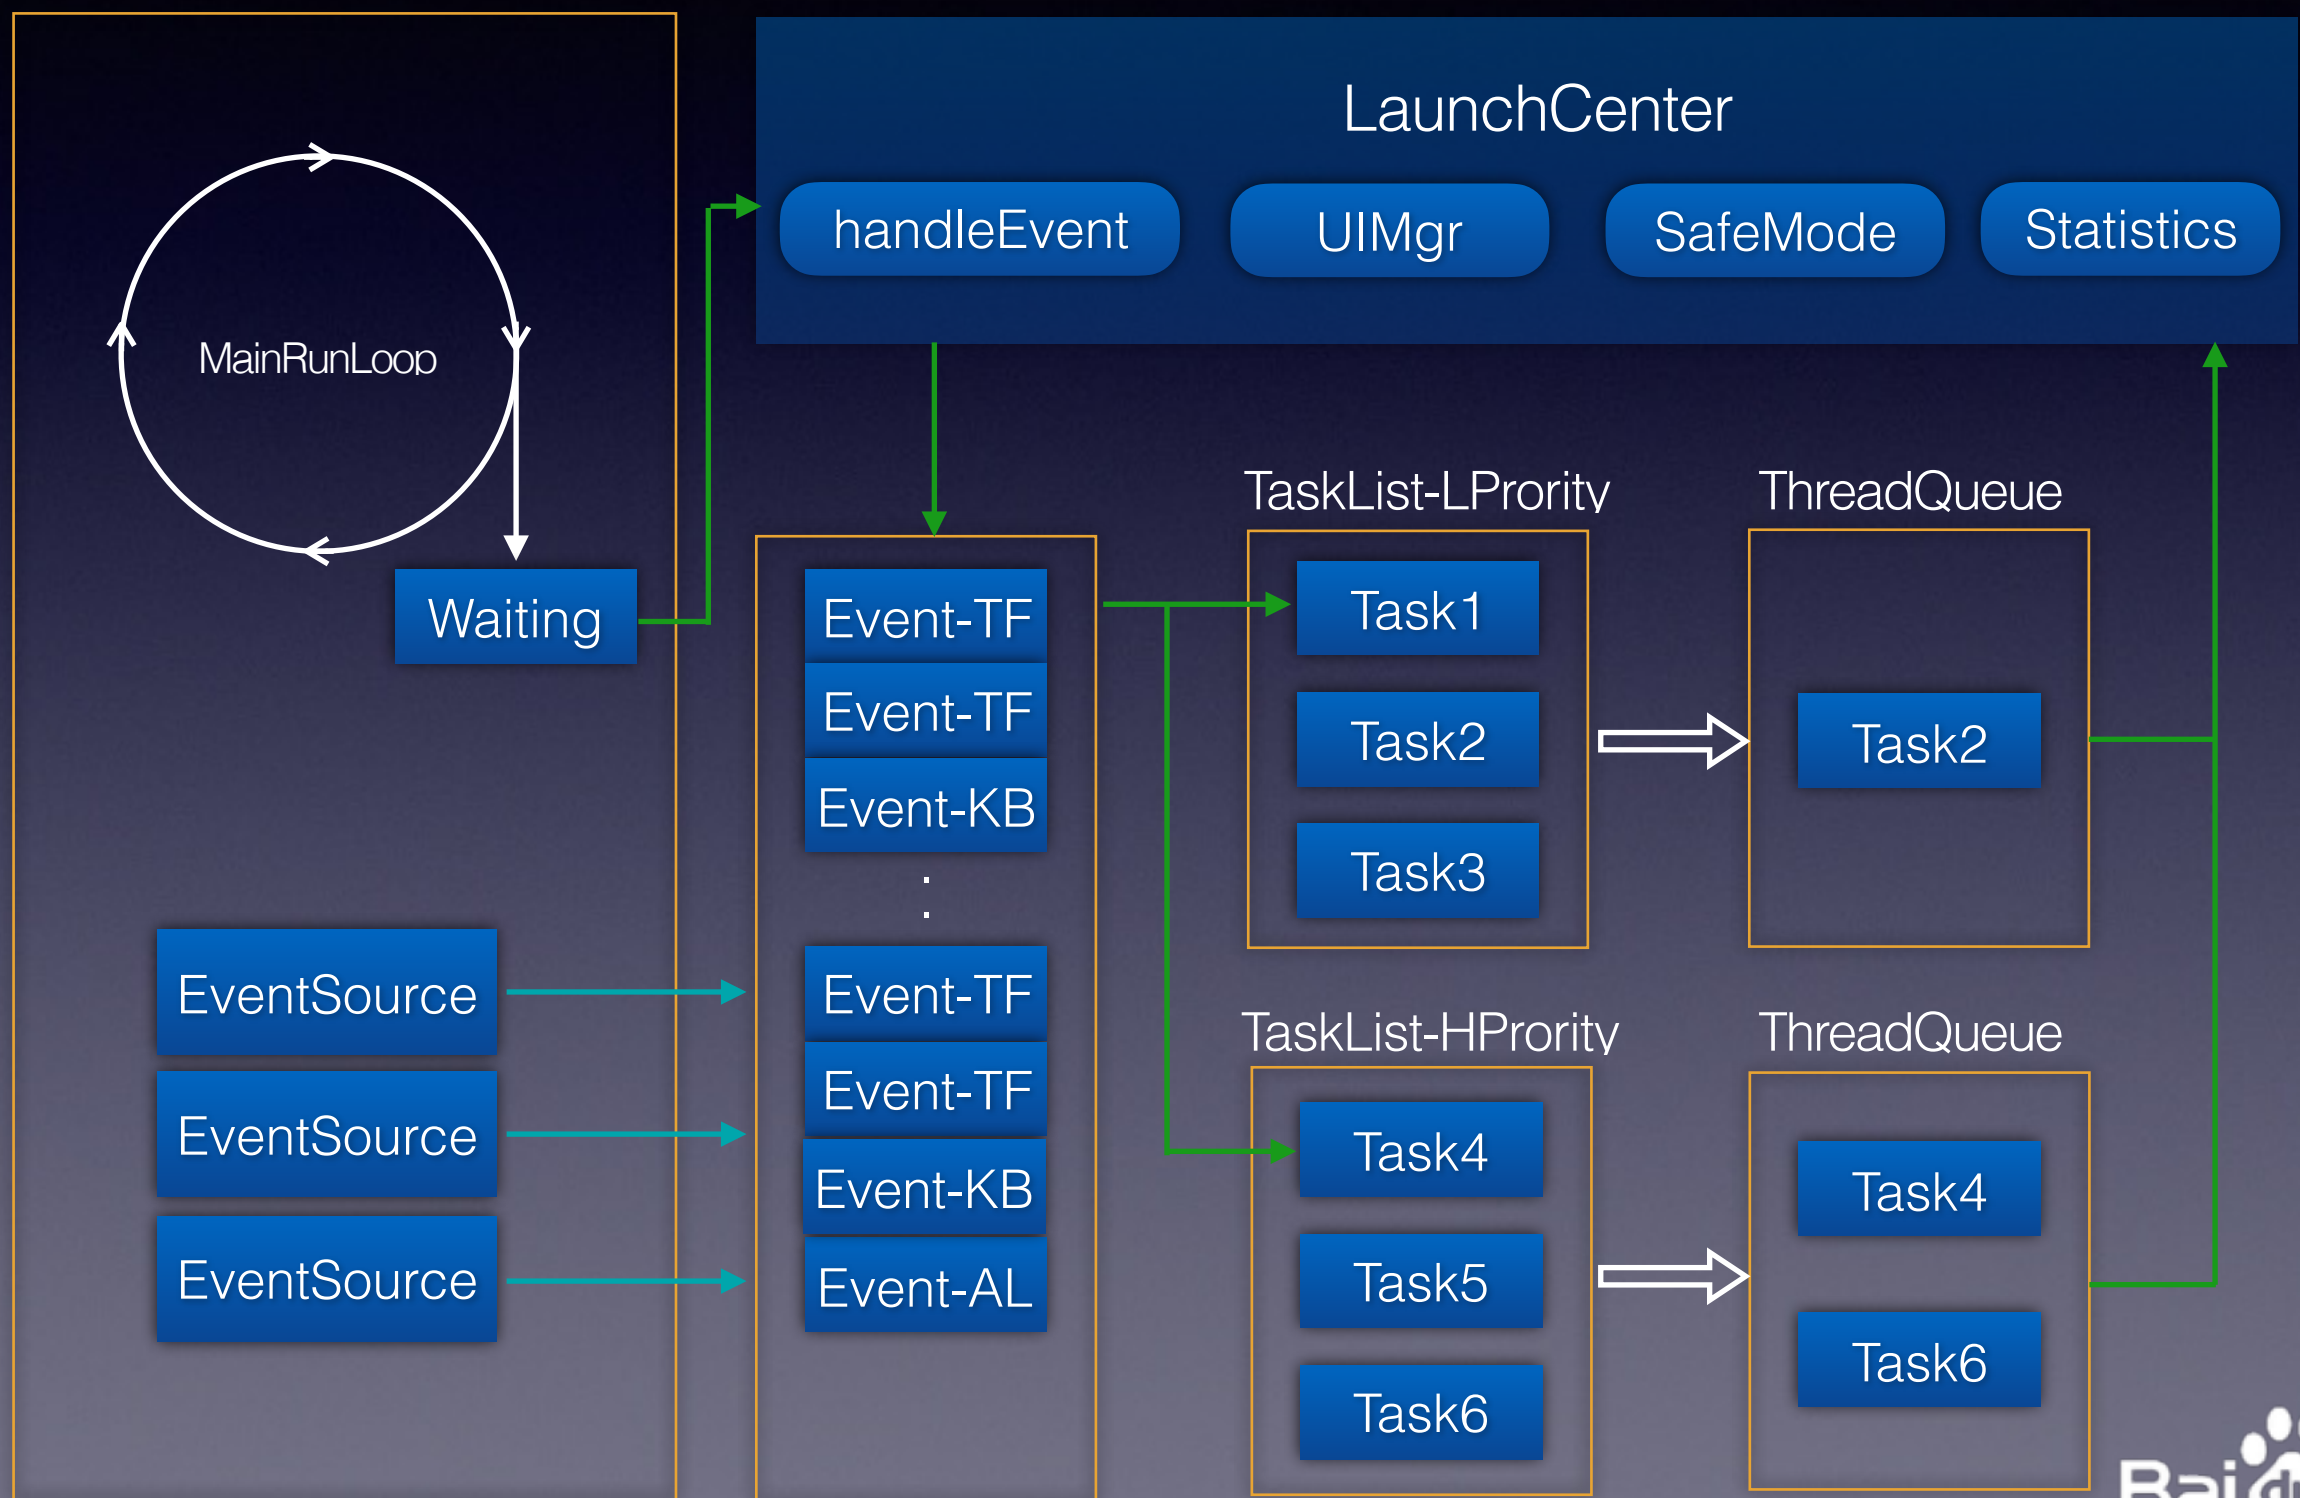 LaunchCenter
handleEvent
UIMgr
SafeMode
Statistics
MainRunLoop
Waiting
EventSource
EventSource
EventSource
Event-TF
Event-TF
Event-KB
:
Event-TF
Event-TF
Event-KB
Event-AL
TaskList-LPrority
Task1
Task2
Task3
ThreadQueue
Task2
TaskList-HPrority
Task4
Task5
Task6
ThreadQueue
Task4
Task6